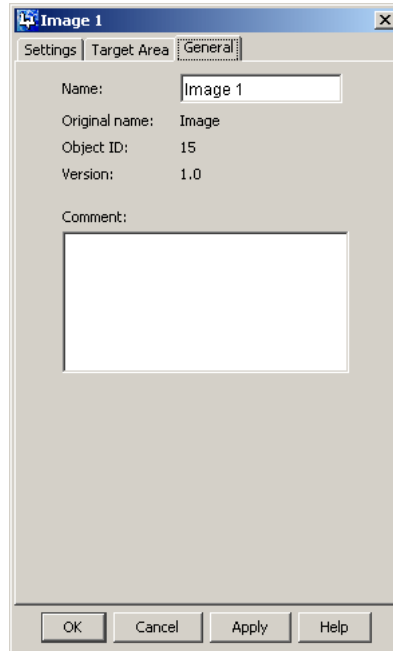 Image 1
Settings Target Area General
Name: Image 1
Original name: Image
Object ID: 15
Version: 1.0
Comment:
OK Cancel Apply Help